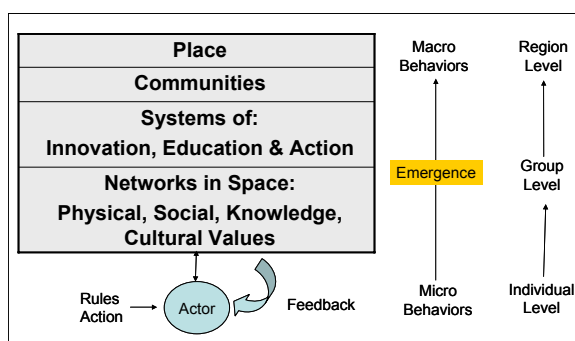 Place
Communities
Systems of:
Innovation, Education & Action
Networks in Space:
Physical, Social, Knowledge,
Cultural Values
Rules
Action
Actor
Feedback
Macro
Behaviors
Emergence
Micro
Behaviors
Region
Level
Group
Level
Individual
Level